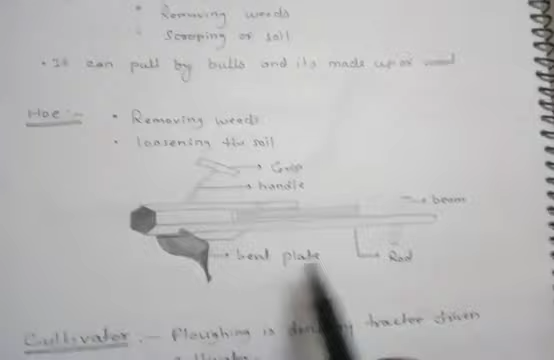 • Removing weeds
• Scraping of soil
• It can pull by bulls and its made up of wood
Hoe :- • Removing weeds
• loosening the soil
Grip
handle
beam
bent plate
Rod
Cultivator :- Ploughing is done by tractor driven